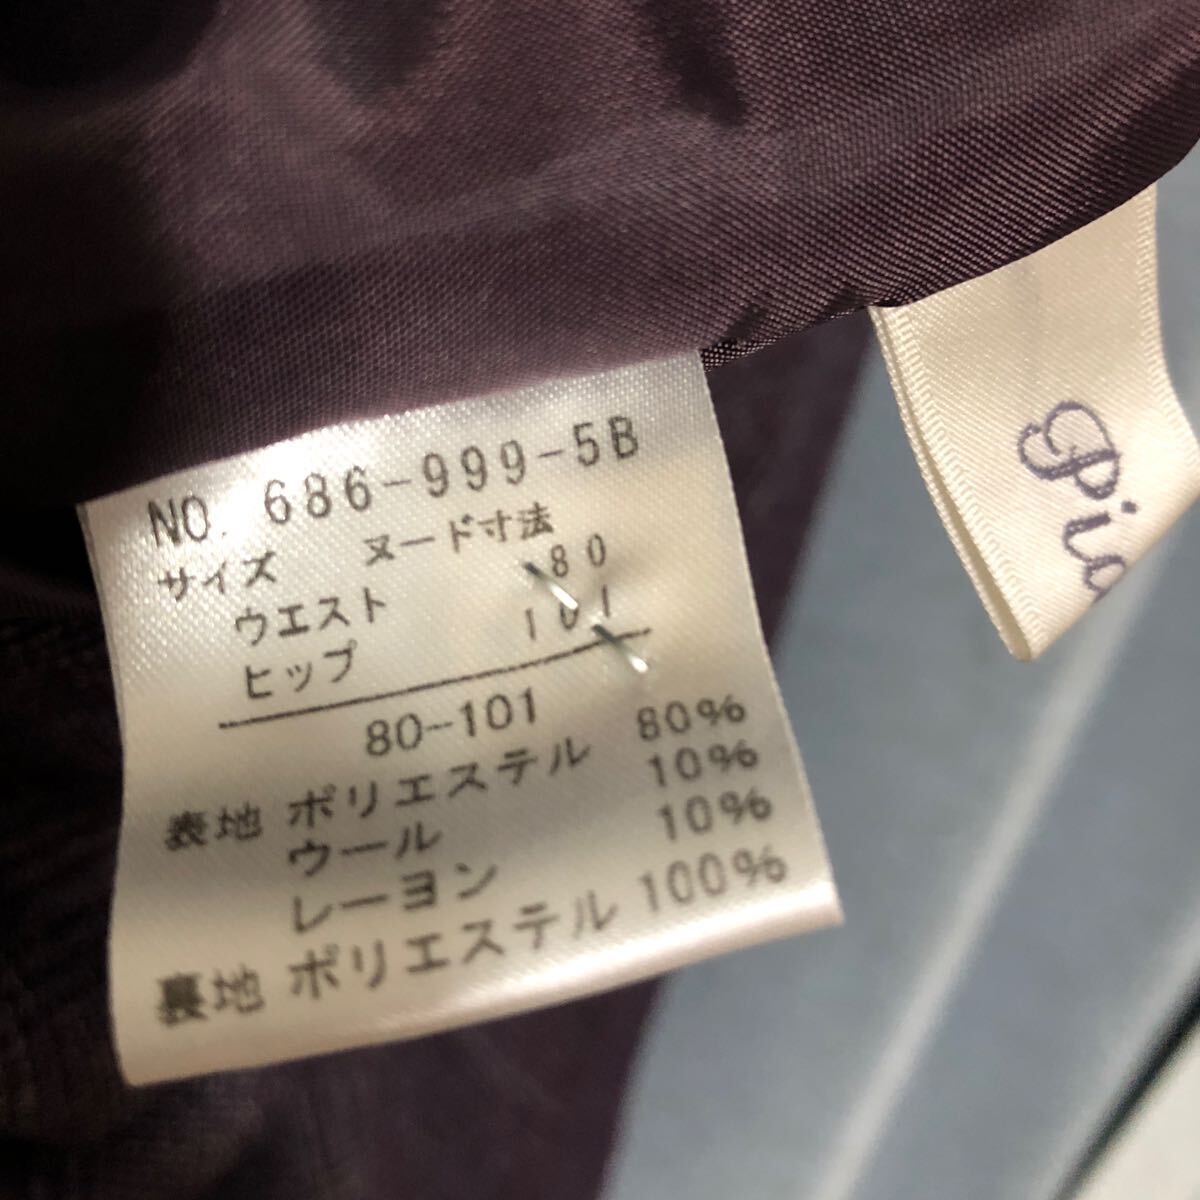 NO. 686-999-5B
サイズ ヌード寸法
ウエスト 80
ヒップ 101
80-101
表地 ポリエステル 80%
ウール 10%
レーヨン 10%
裏地 ポリエステル 100%